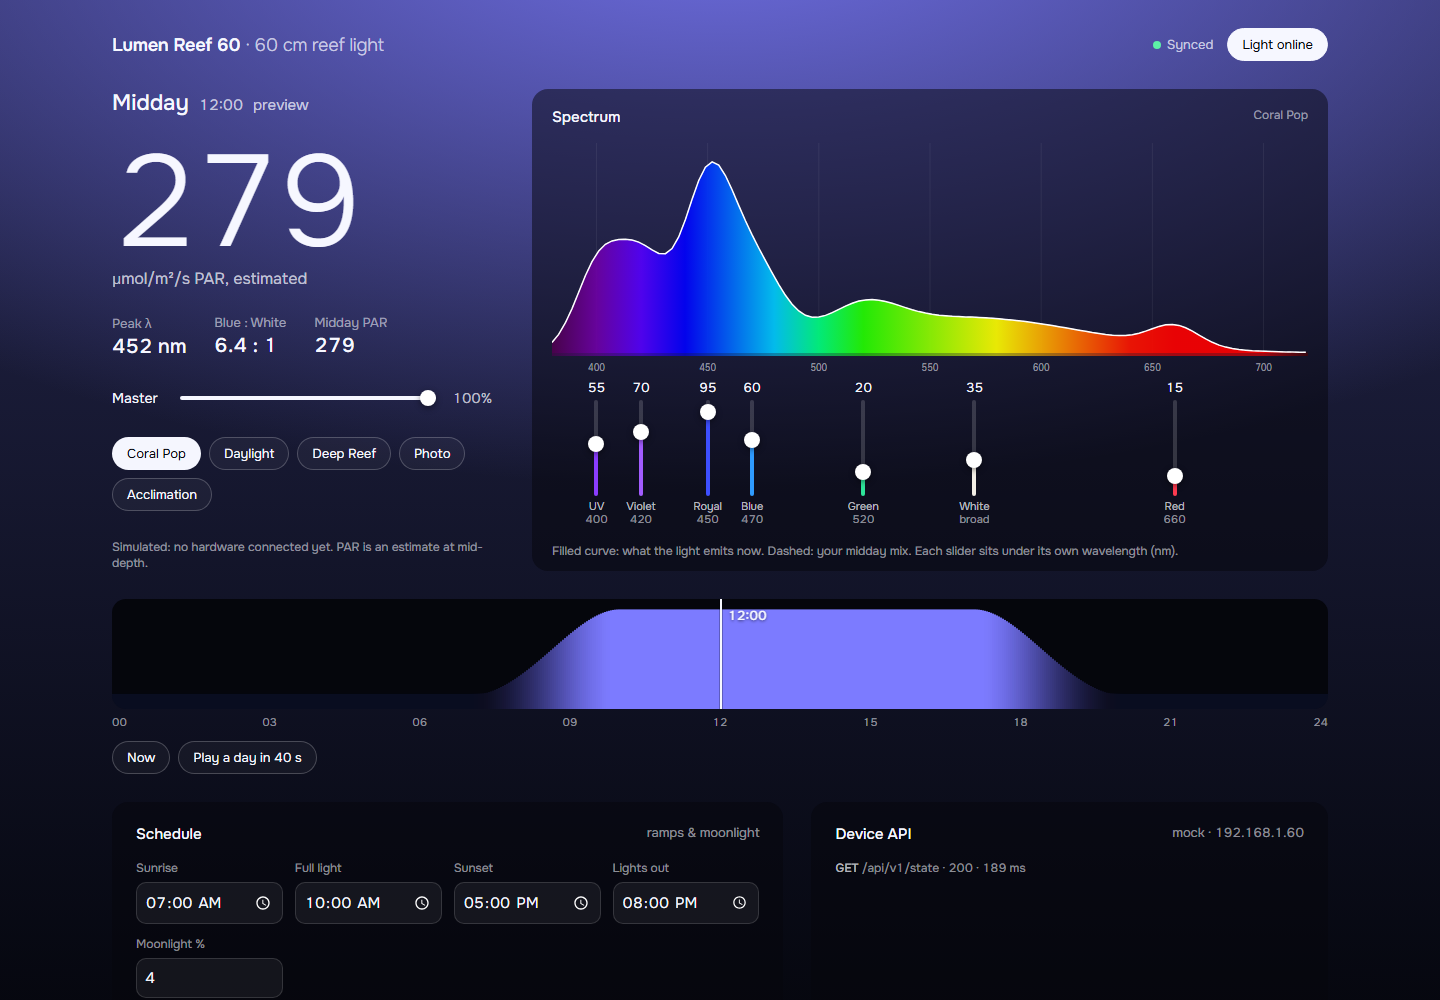 Lumen Reef 60 · 60 cm reef light
Synced
Light online
Midday 12:00 preview
279
µmol/m²/s PAR, estimated
Peak λ
452 nm
Blue : White
6.4 : 1
Midday PAR
279
Master 100%
Coral Pop
Daylight
Deep Reef
Photo
Acclimation
Simulated: no hardware connected yet. PAR is an estimate at mid-
depth.
Spectrum
Coral Pop
400 450 500 550 600 650 700
55 70 95 60 20 35 15
UV Violet Royal Blue Green White Red
400 420 450 470 520 broad 660
Filled curve: what the light emits now. Dashed: your midday mix. Each slider sits under its own wavelength (nm).
12:00
00 03 06 09 12 15 18 21 24
Now
Play a day in 40 s
Schedule
ramps & moonlight
Sunrise Full light Sunset Lights out
07:00 AM 10:00 AM 05:00 PM 08:00 PM
Moonlight %
4
Device API
mock · 192.168.1.60
GET /api/v1/state · 200 · 189 ms